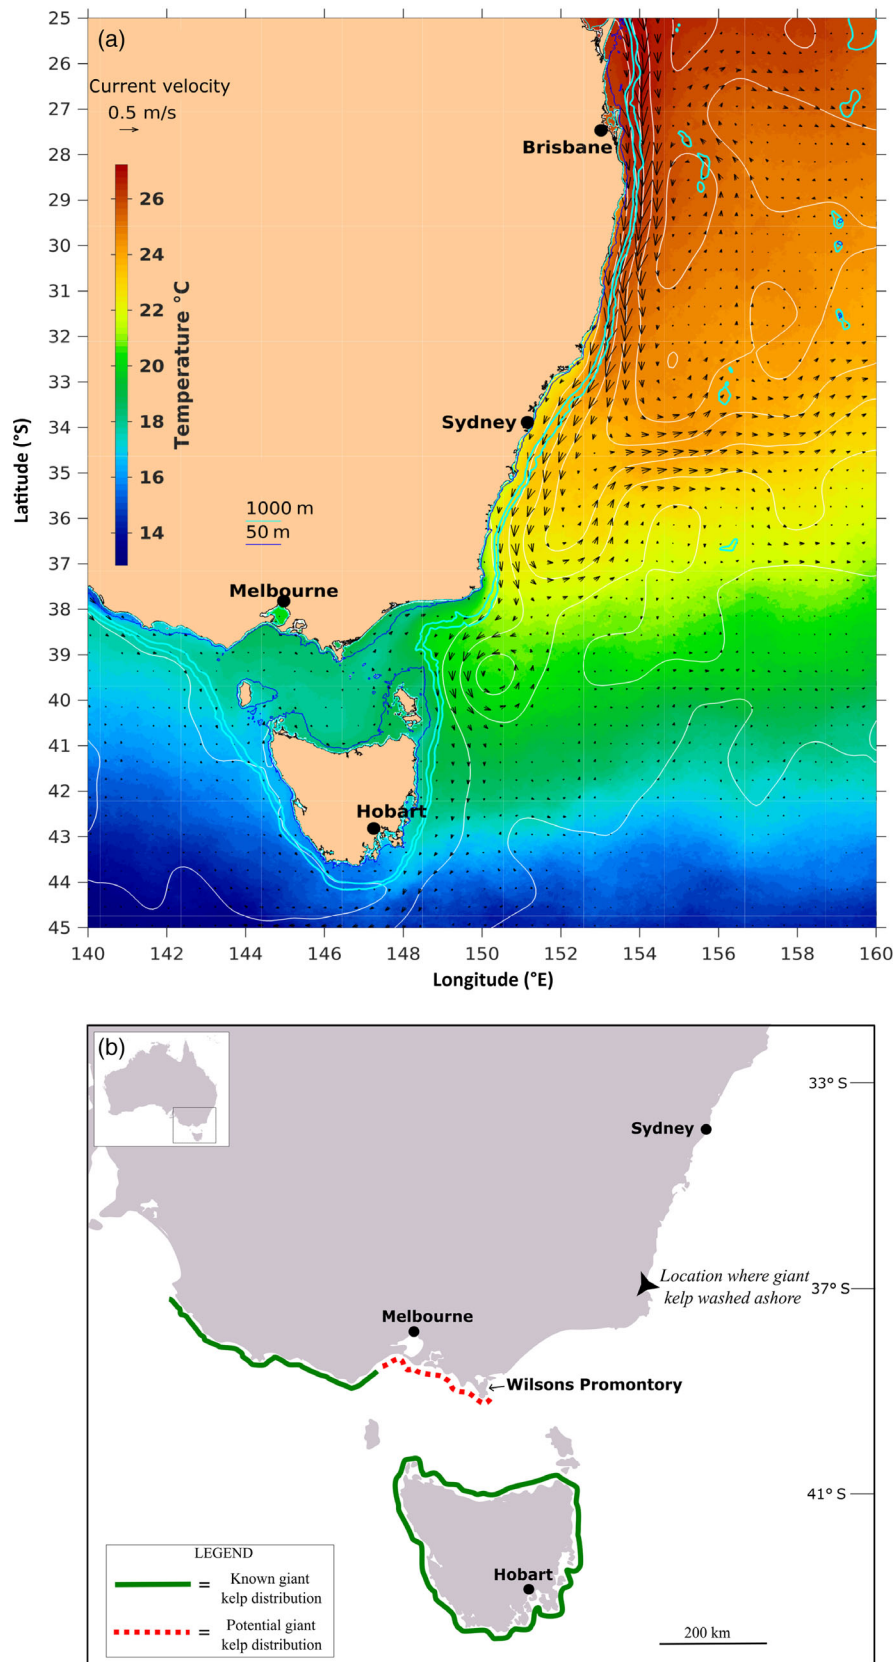 (a)
25
26
27
28
29
30
31
32
33
34
35
36
37
38
39
40
41
42
43
44
45
Latitude (°S)
Current velocity
0.5 m/s
26
24
22
20
18
16
14
Temperature °C
Brisbane
Sydney
1000 m
50 m
Melbourne
Hobart
140
142
144
146
148
150
152
154
156
158
160
Longitude (°E)
(b)
33° S
Sydney
Location where giant
kelp washed ashore
37° S
Melbourne
Wilsons Promontory
41° S
Hobart
LEGEND
= Known giant
kelp distribution
= Potential giant
kelp distribution
200 km